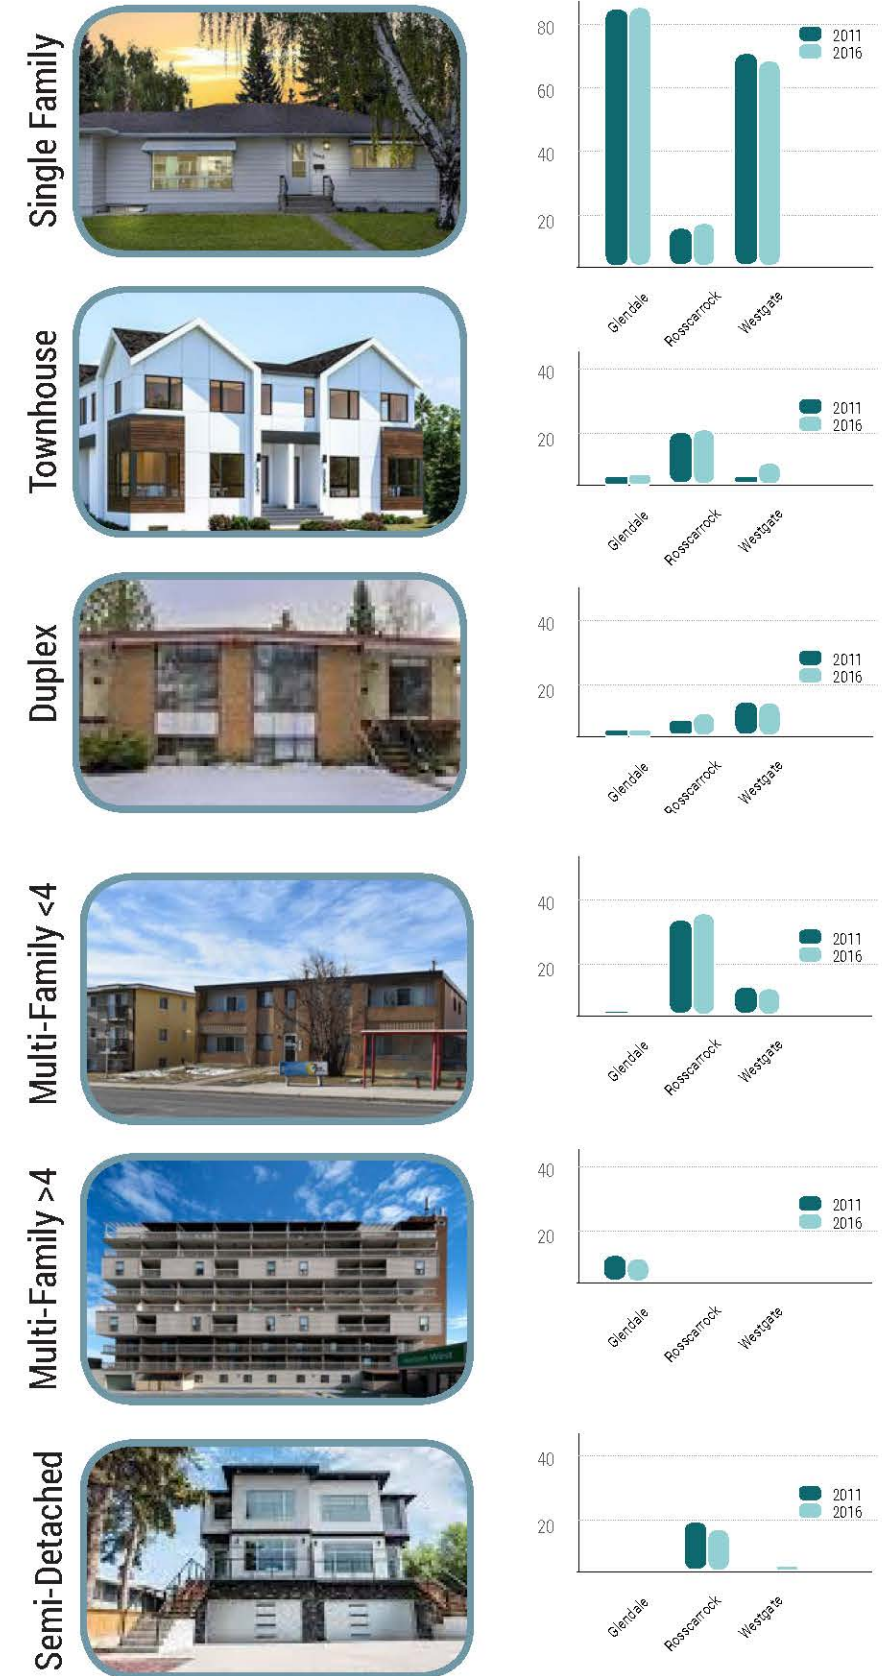 Single Family
80
60
40
20
2011
2016
Glendale
Rosscarrock
Westgate
Townhouse
40
20
2011
2016
Glendale
Rosscarrock
Westgate
Duplex
40
20
2011
2016
Glendale
Rosscarrock
Westgate
Multi-Family <4
40
20
2011
2016
Glendale
Rosscarrock
Westgate
Multi-Family >4
40
20
2011
2016
Glendale
Rosscarrock
Westgate
Semi-Detached
40
20
2011
2016
Glendale
Rosscarrock
Westgate